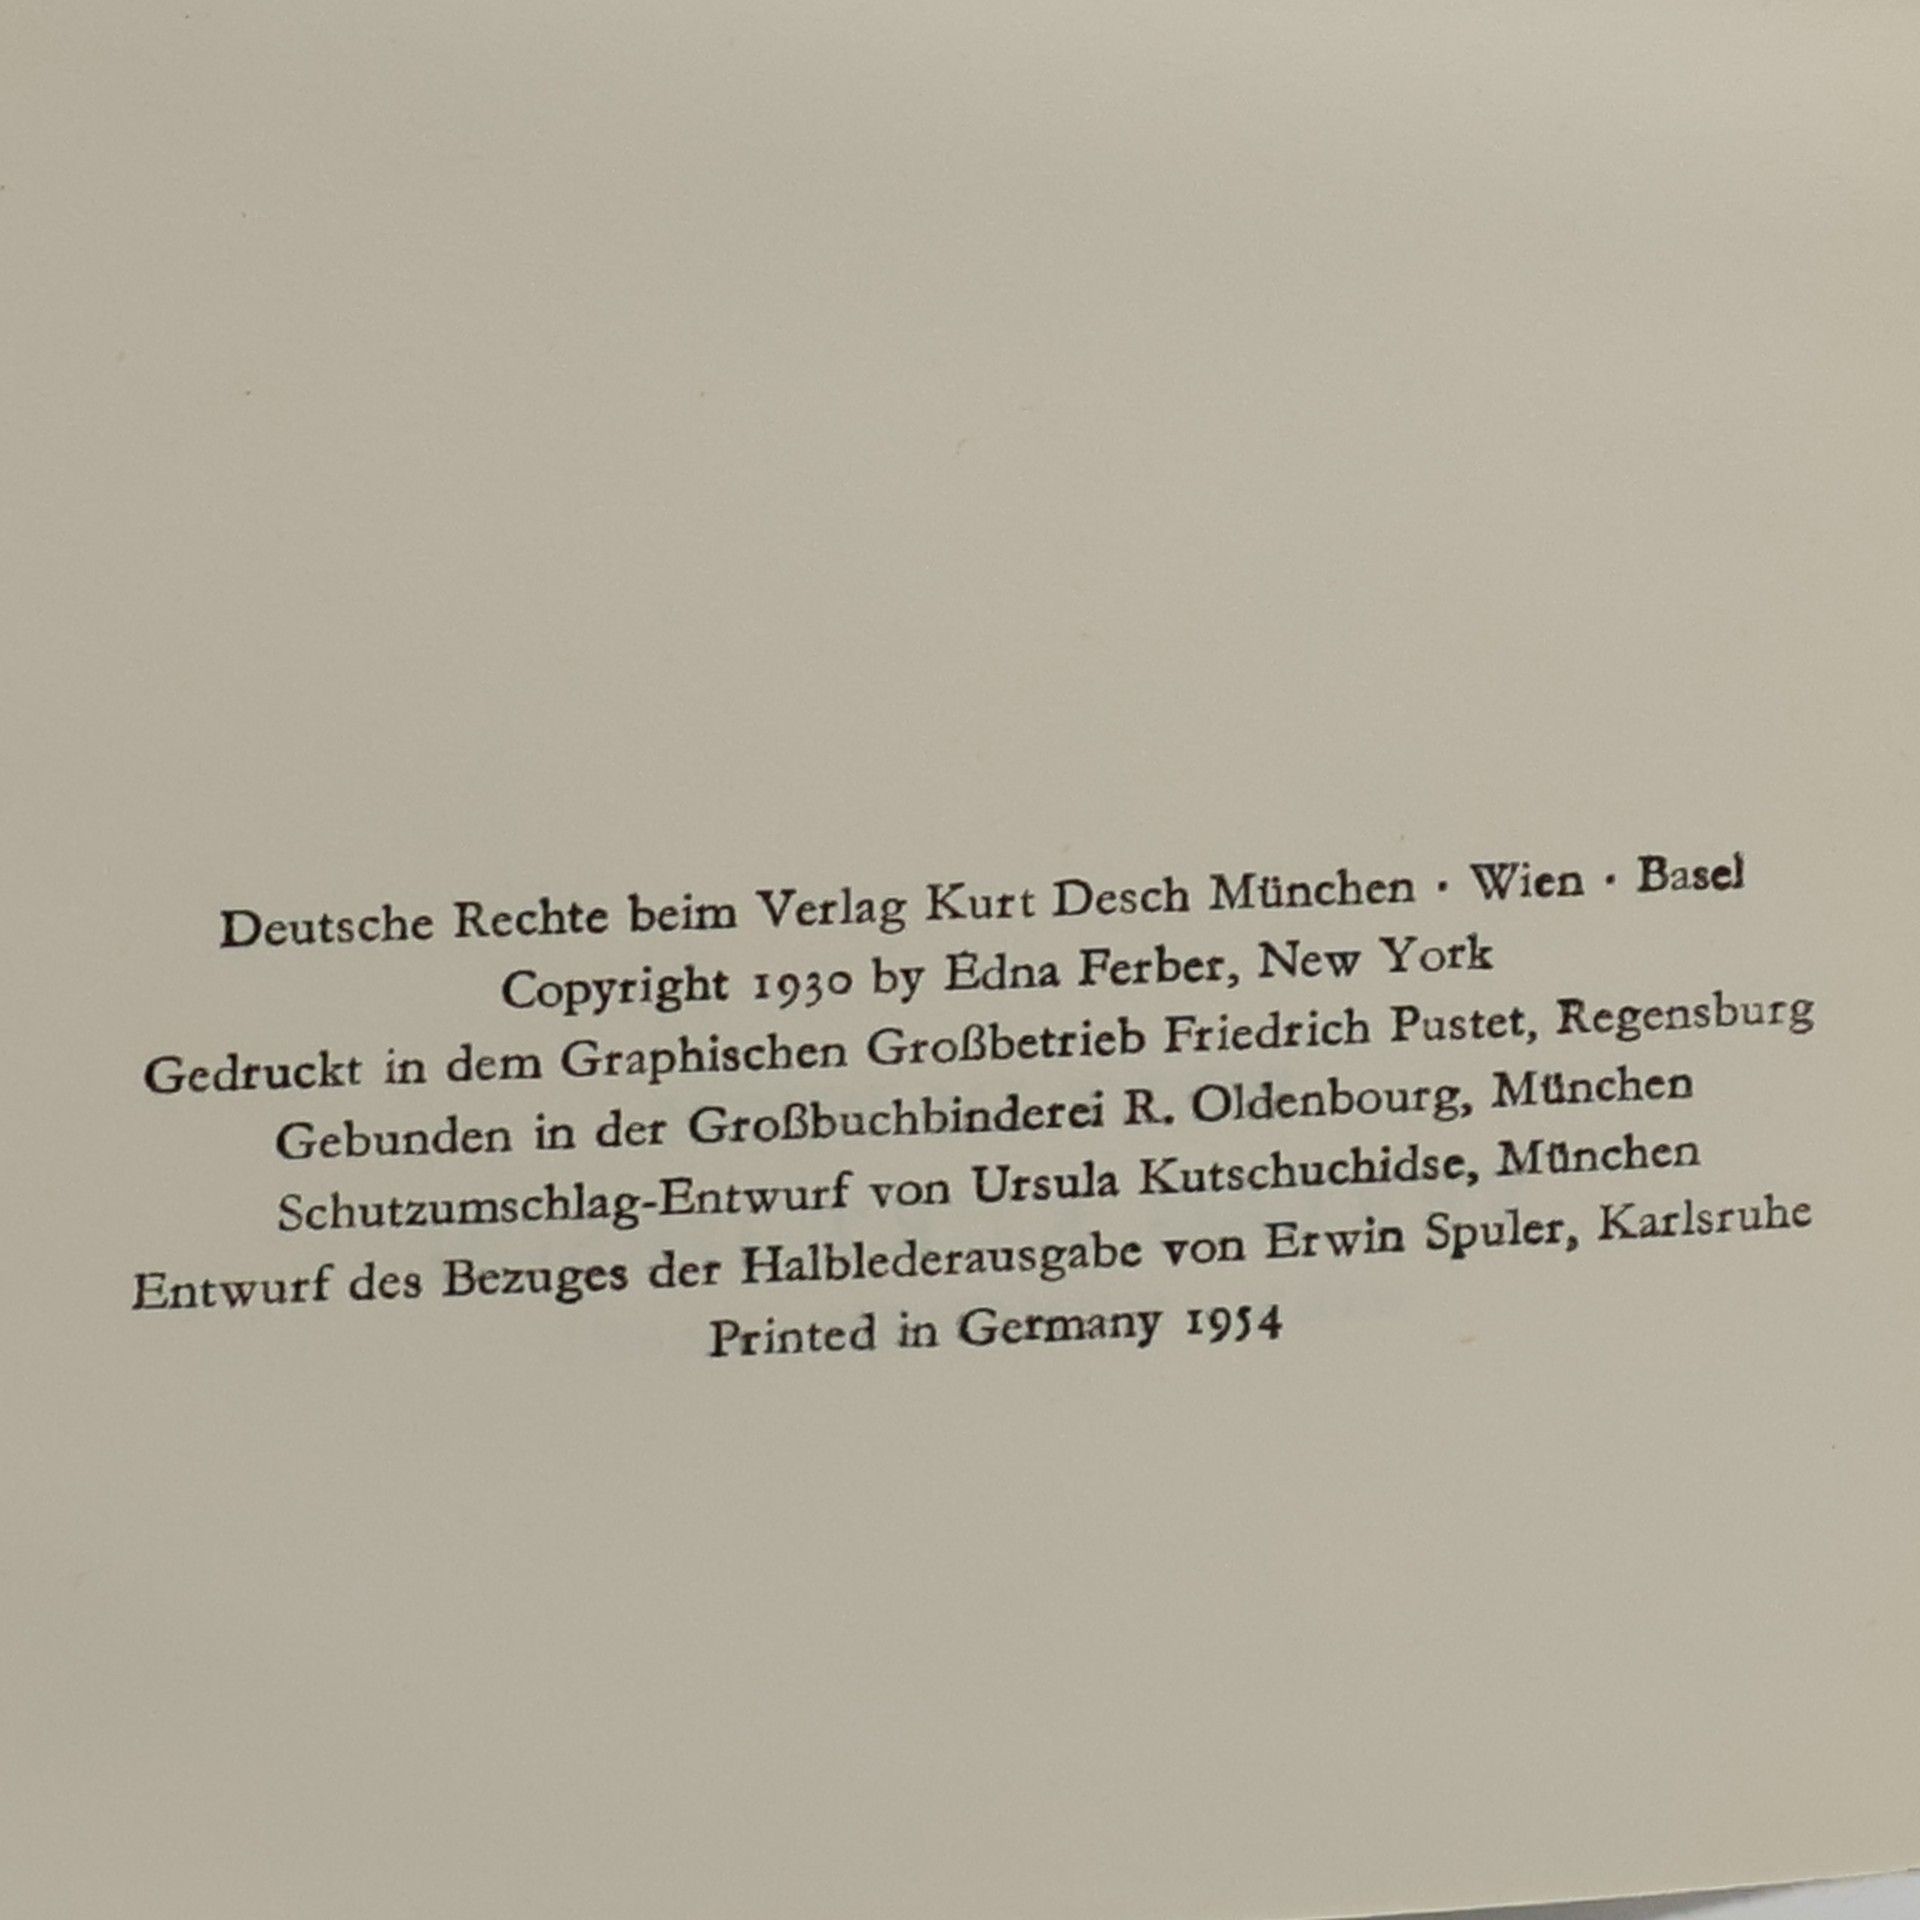 Deutsche Rechte beim Verlag Kurt Desch München · Wien · Basel
Copyright 1930 by Edna Ferber, New York
Gedruckt in dem Graphischen Großbetrieb Friedrich Pustet, Regensburg
Gebunden in der Großbuchbinderei R. Oldenbourg, München
Schutzumschlag-Entwurf von Ursula Kutschuchidse, München
Entwurf des Bezuges der Halblederausgabe von Erwin Spuler, Karlsruhe
Printed in Germany 1954